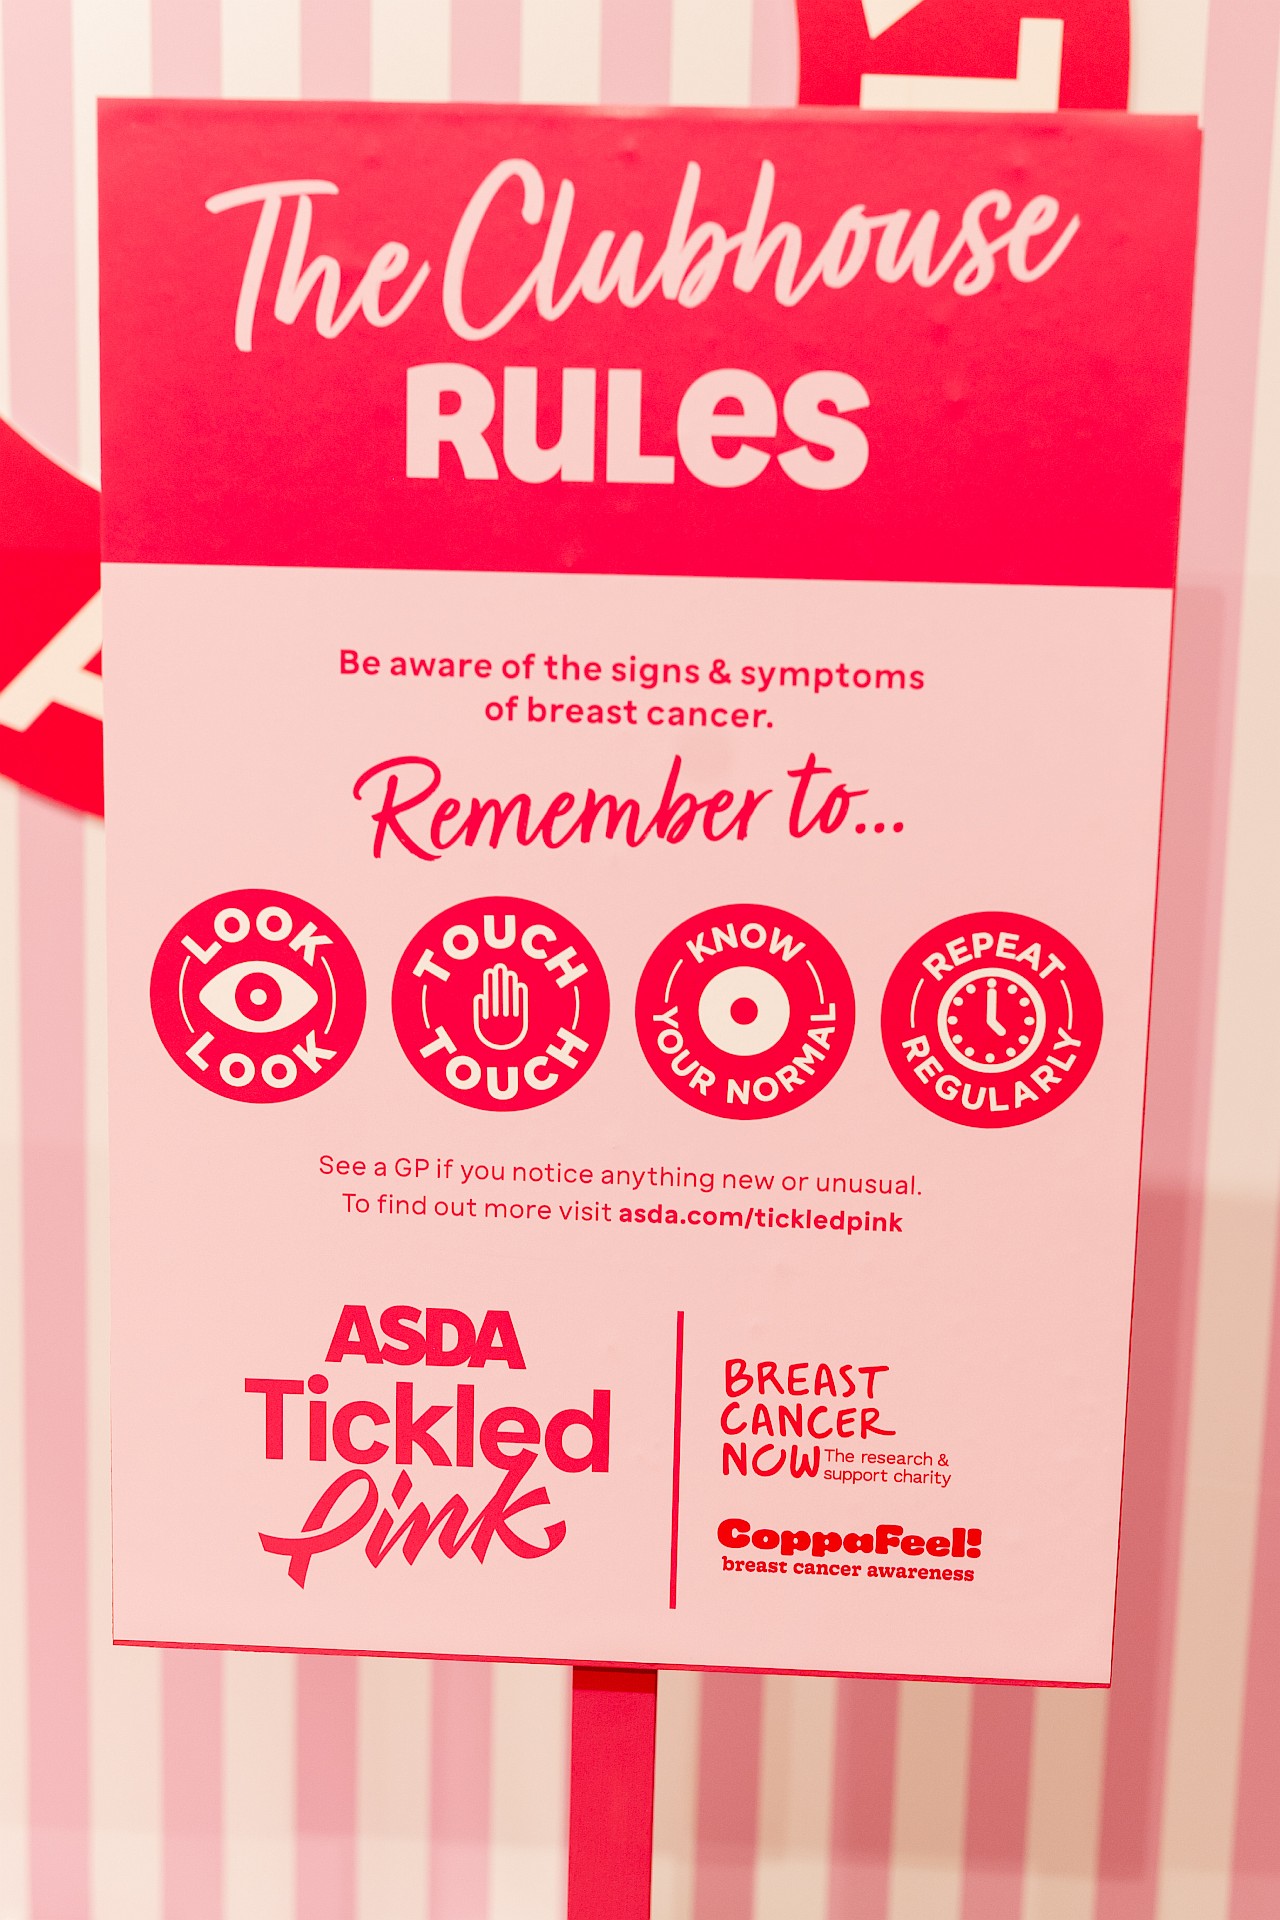 The Clubhouse
RULes
Be aware of the signs & symptoms
of breast cancer.
Remember to...
LOOK
LOOK
TOUCH
TOUCH
KNOW
YOUR NORMAL
REPEAT
REGULARLY
See a GP if you notice anything new or unusual.
To find out more visit asda.com/tickledpink
ASDA
Tickled
Pink
BREAST
CANCER
NOW The research &
support charity
CoppaFeel!
breast cancer awareness